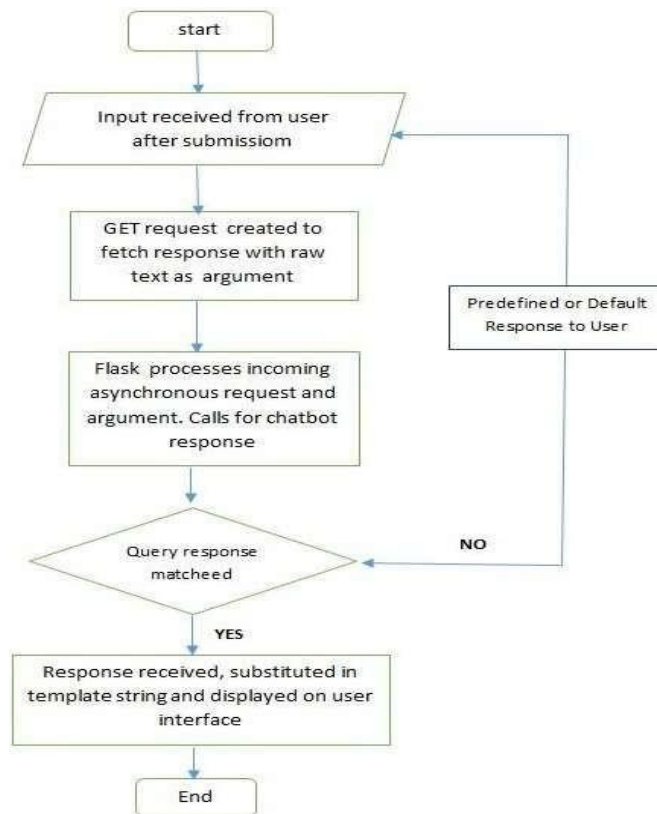 start
Input received from user
after submissiom
GET request created to
fetch response with raw
text as argument
Predefined or Default
Response to User
Flask processes incoming
asynchronous request and
argument. Calls for chatbot
response
Query response
matcheed
NO
YES
Response received, substituted in
template string and displayed on user
interface
End